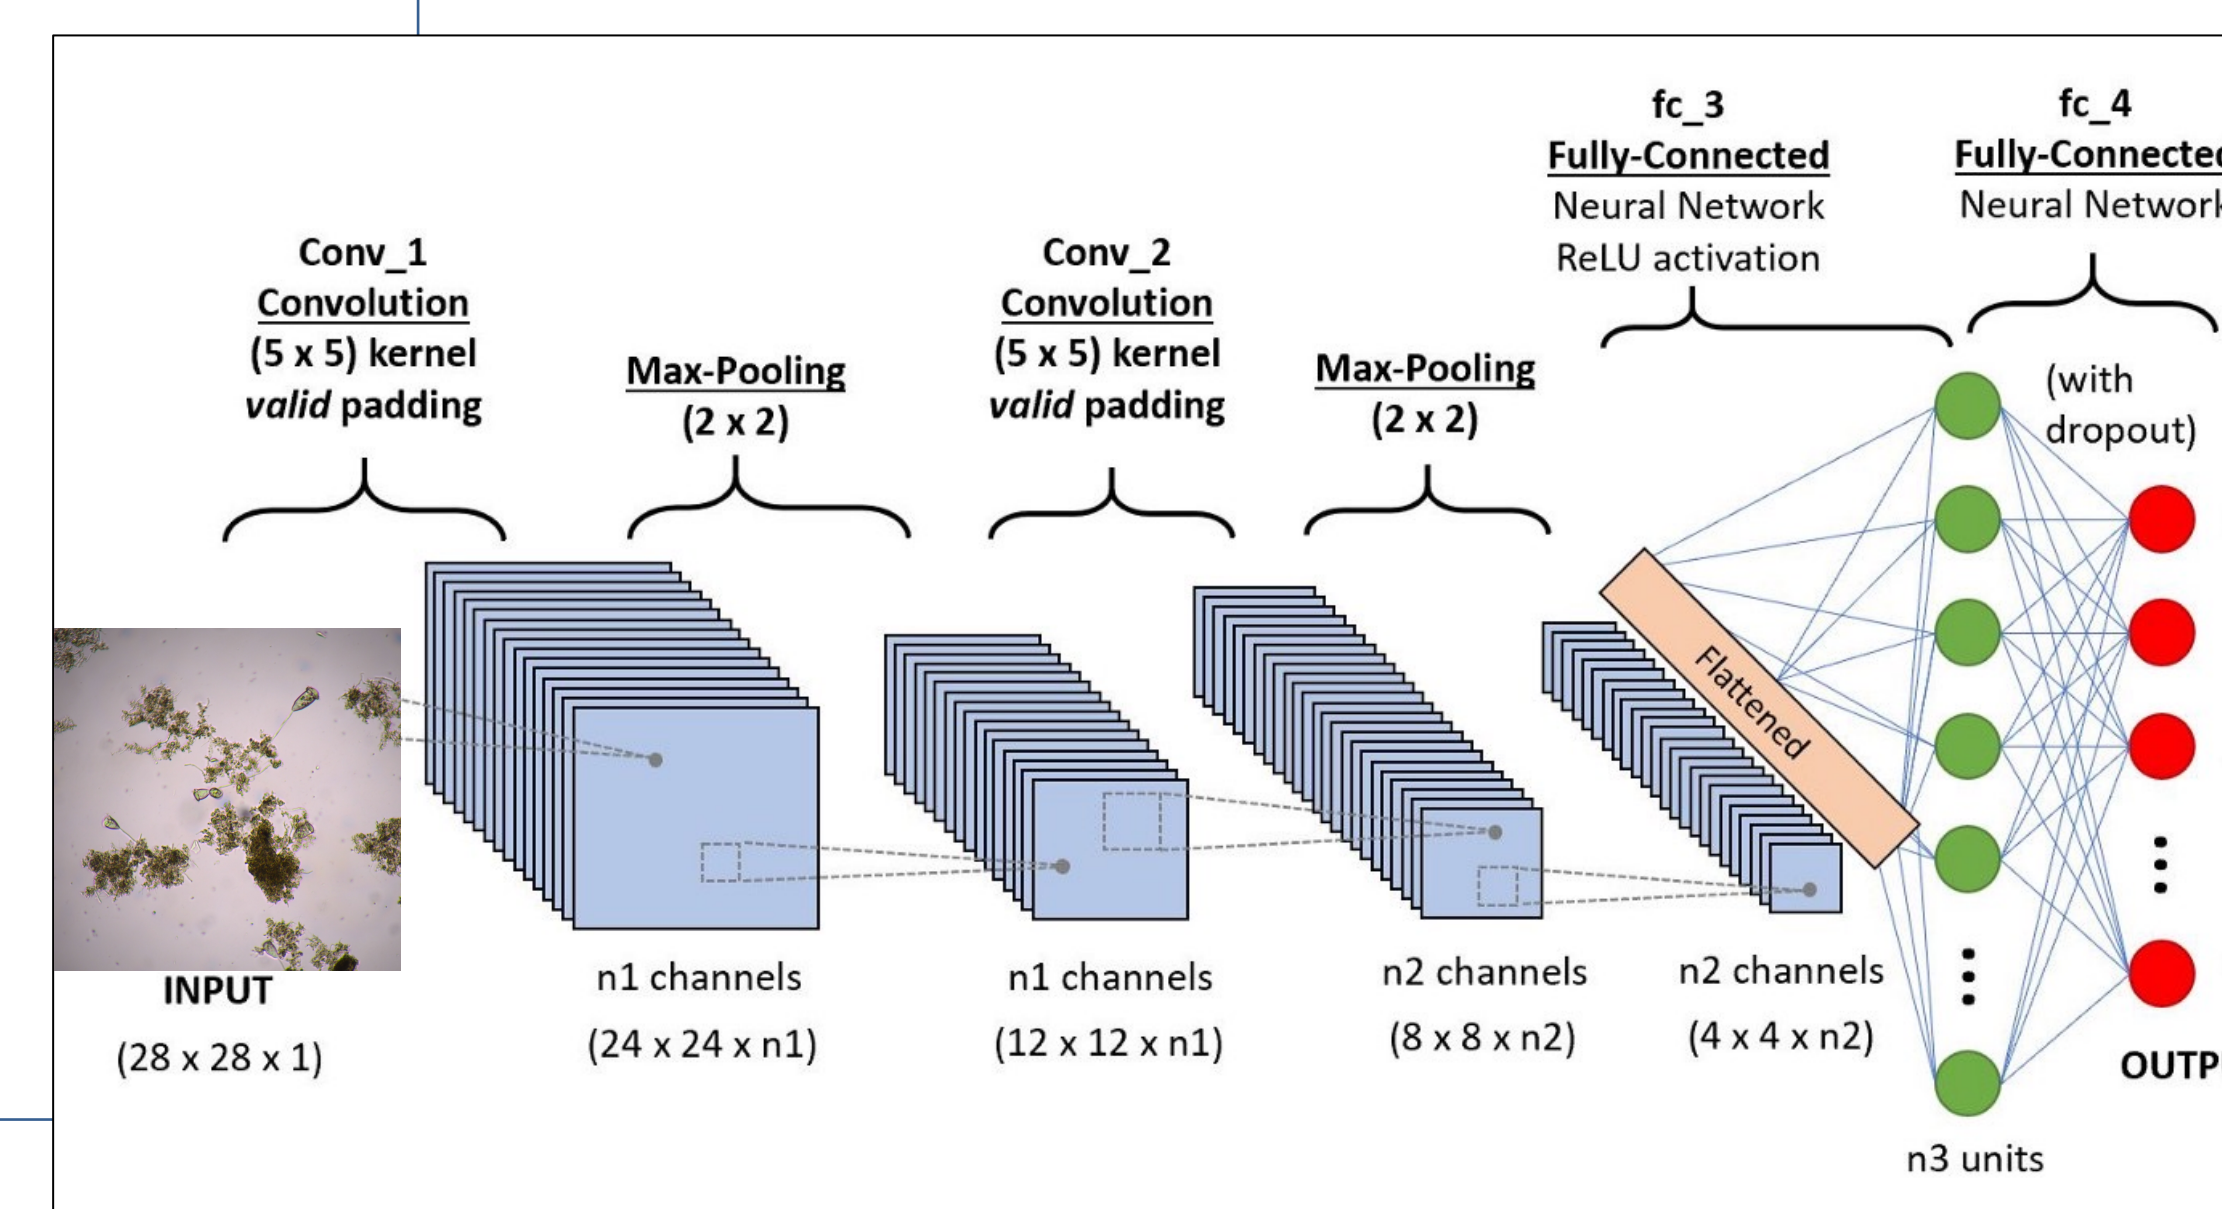 Conv_1
Convolution
(5 x 5) kernel
valid padding
Max-Pooling
(2 x 2)
Conv_2
Convolution
(5 x 5) kernel
valid padding
Max-Pooling
(2 x 2)
fc_3
Fully-Connected
Neural Network
ReLU activation
fc_4
Fully-Connected
Neural Network
(with
dropout)
Flattened
INPUT
(28 x 28 x 1)
n1 channels
(24 x 24 x n1)
n1 channels
(12 x 12 x n1)
n2 channels
(8 x 8 x n2)
n2 channels
(4 x 4 x n2)
OUTP
n3 units